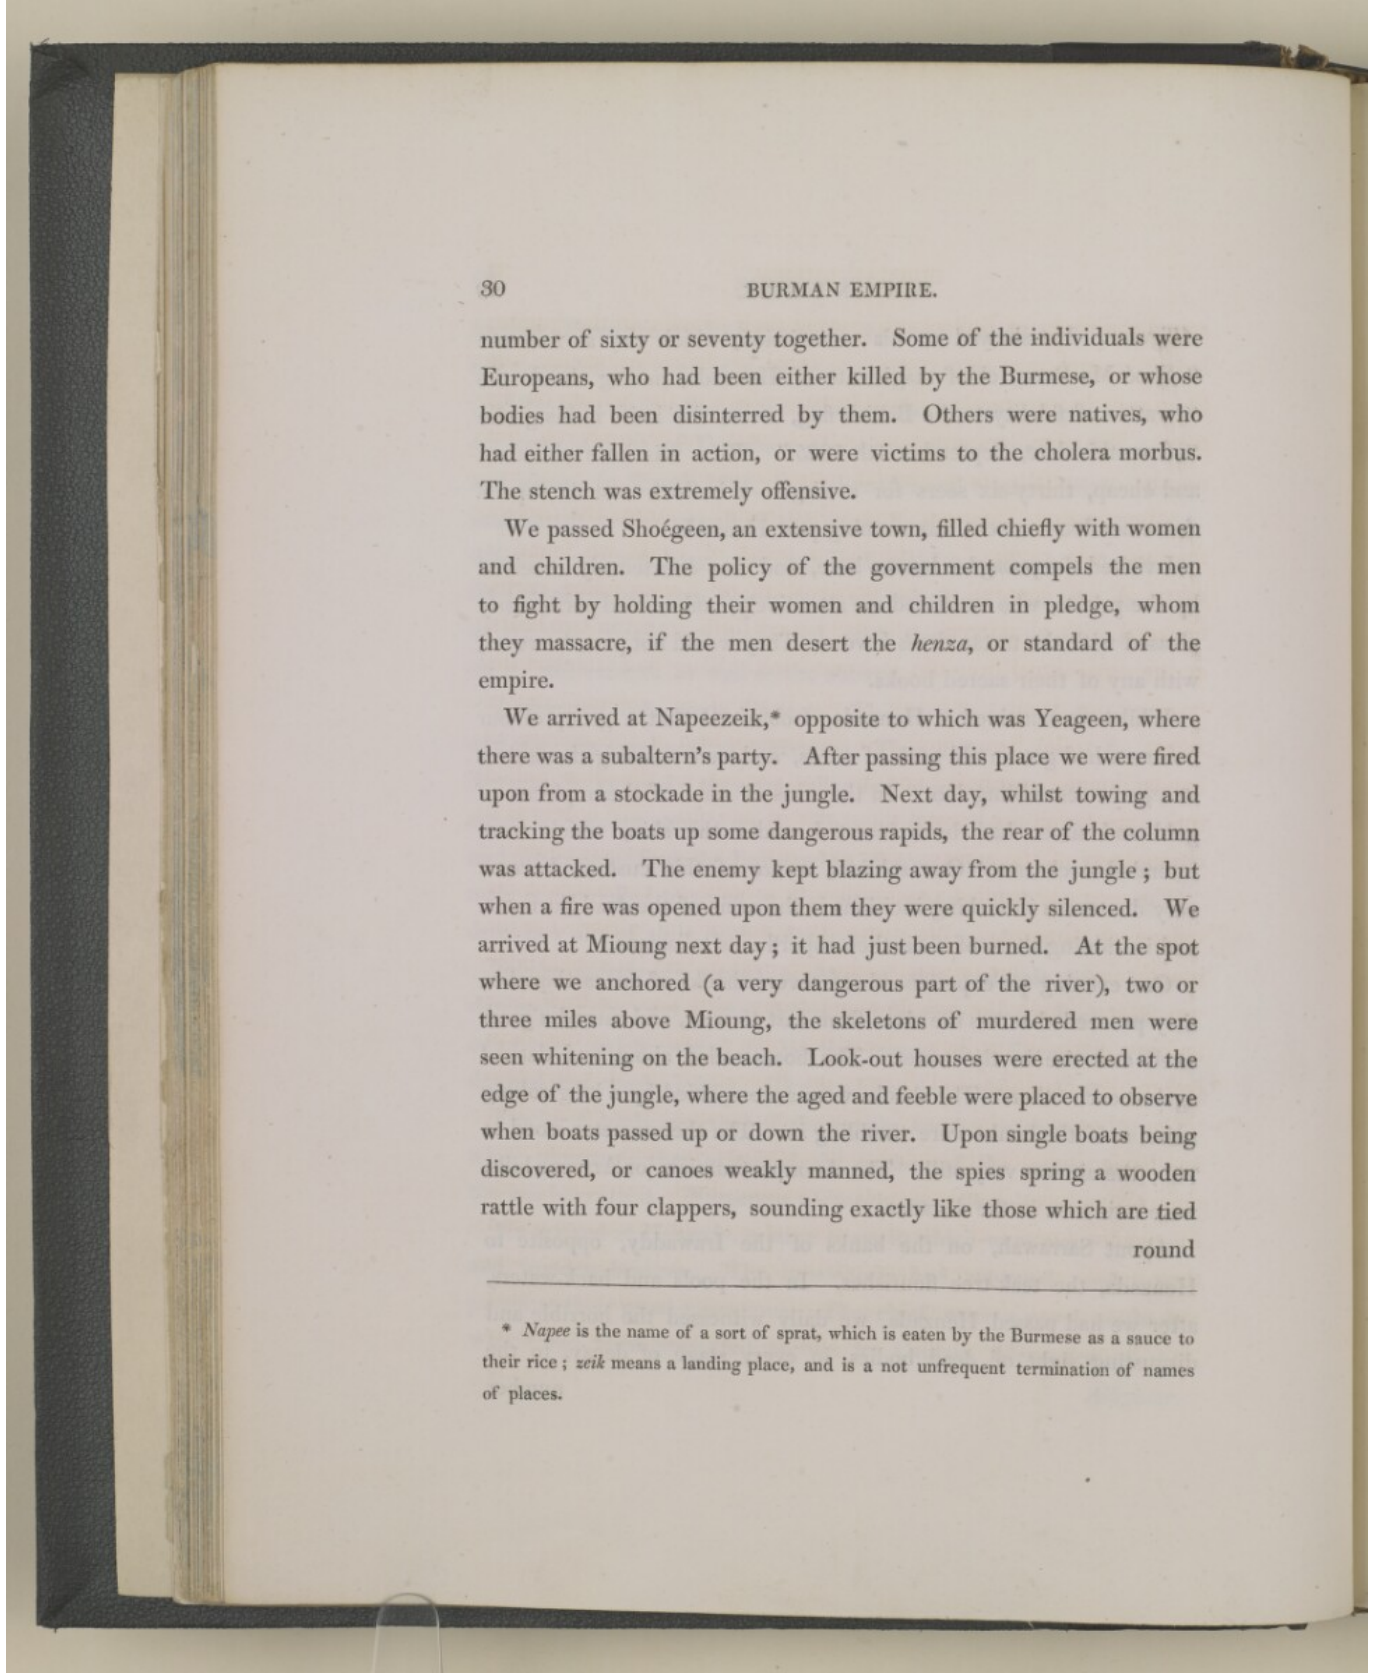 30 BURMAN EMPIRE.
number of sixty or seventy together. Some of the individuals were
Europeans, who had been either killed by the Burmese, or whose
bodies had been disinterred by them. Others were natives, who
had either fallen in action, or were victims to the cholera morbus.
The stench was extremely offensive.
We passed Shoégeen, an extensive town, filled chiefly with women
and children. The policy of the government compels the men
to fight by holding their women and children in pledge, whom
they massacre, if the men desert the henza, or standard of the
empire.
We arrived at Napeezeik,* opposite to which was Yeageen, where
there was a subaltern's party. After passing this place we were fired
upon from a stockade in the jungle. Next day, whilst towing and
tracking the boats up some dangerous rapids, the rear of the column
was attacked. The enemy kept blazing away from the jungle; but
when a fire was opened upon them they were quickly silenced. We
arrived at Mioung next day; it had just been burned. At the spot
where we anchored (a very dangerous part of the river), two or
three miles above Mioung, the skeletons of murdered men were
seen whitening on the beach. Look-out houses were erected at the
edge of the jungle, where the aged and feeble were placed to observe
when boats passed up or down the river. Upon single boats being
discovered, or canoes weakly manned, the spies spring a wooden
rattle with four clappers, sounding exactly like those which are tied
round
* Napee is the name of a sort of sprat, which is eaten by the Burmese as a sauce to
their rice; zeik means a landing place, and is a not unfrequent termination of names
of places.